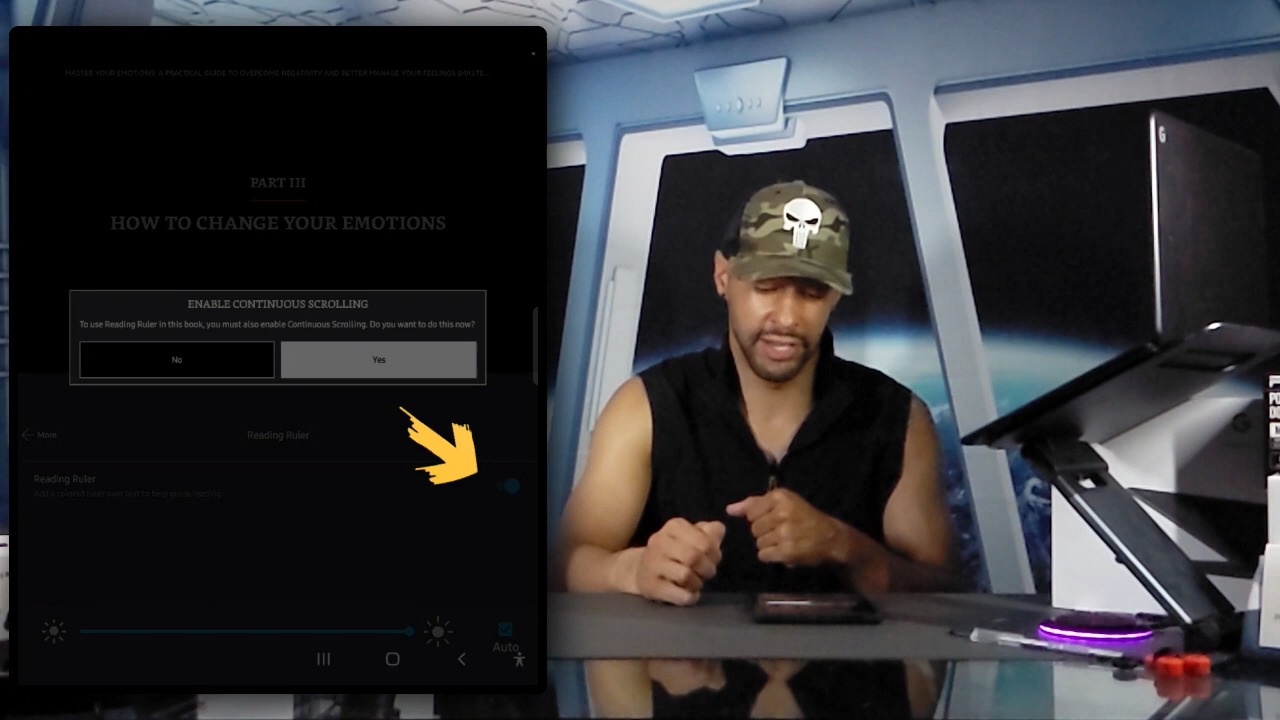 MASTER YOUR EMOTIONS: A PRACTICAL GUIDE TO OVERCOME NEGATIVITY AND BETTER MANAGE YOUR FEELINGS (MASTE...
PART III
HOW TO CHANGE YOUR EMOTIONS
ENABLE CONTINUOUS SCROLLING
To use Reading Ruler in this book, you must also enable Continuous Scrolling. Do you want to do this now?
No
Yes
More
Reading Ruler
Reading Ruler
Add a colored ruler over text to help guide reading
Auto
G
G